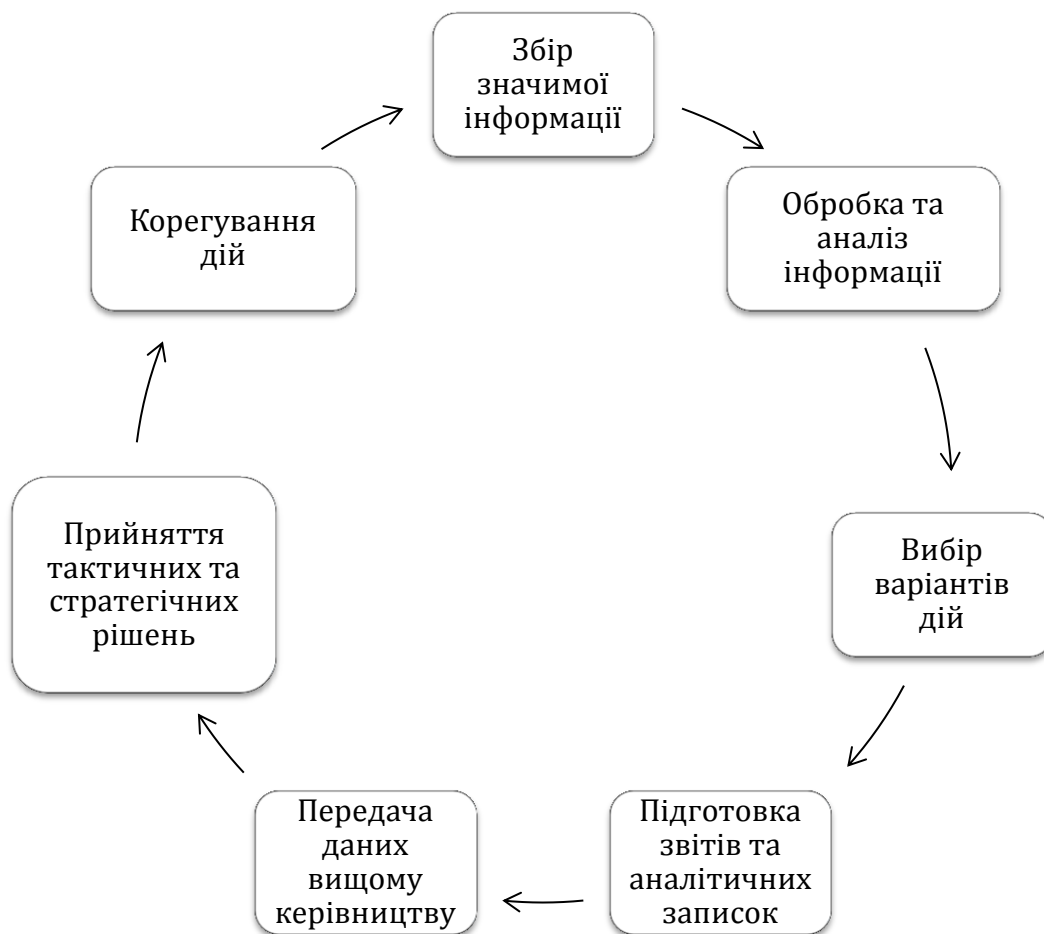 Збір
значимої
інформації
Обробка та
аналіз
інформації
Вибір
варіантів
дій
Підготовка
звітів та
аналітичних
записок
Передача
даних
вищому
керівництву
Прийняття
тактичних та
стратегічних
рішень
Корегування
дій